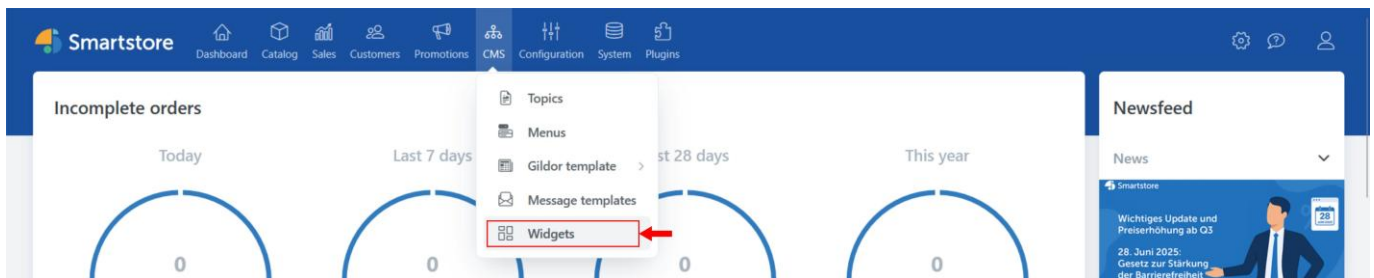 Smartstore
Dashboard Catalog Sales Customers Promotions CMS Configuration System Plugins
Incomplete orders
Today
Last 7 days
st 28 days
This year
0
0
0
0
Topics
Menus
Gildor template
Message templates
Widgets
Newsfeed
News
Smartstore
Wichtiges Update und
Preiserhöhung ab Q3
28. Juni 2025:
Gesetz zur Stärkung
der Barrierefreiheit
28